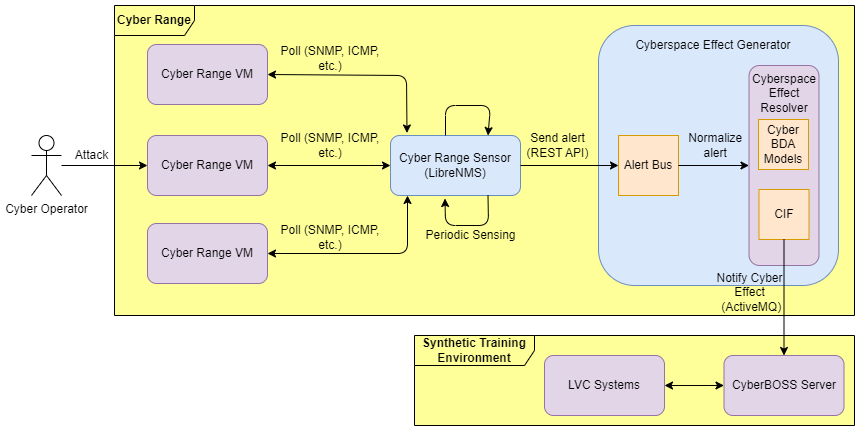 Cyber Range
Cyber Range VM
Poll (SNMP, ICMP,
etc.)
Cyberspace Effect Generator
Cyberspace
Effect
Resolver
Cyber
BDA
Models
Attack
Cyber Operator
Cyber Range VM
Poll (SNMP, ICMP,
etc.)
Cyber Range Sensor
(LibreNMS)
Send alert
(REST API)
Alert Bus
Normalize
alert
CIF
Cyber Range VM
Poll (SNMP, ICMP,
etc.)
Periodic Sensing
Notify Cyber
Effect
(ActiveMQ)
Synthetic Training
Environment
LVC Systems
CyberBOSS Server